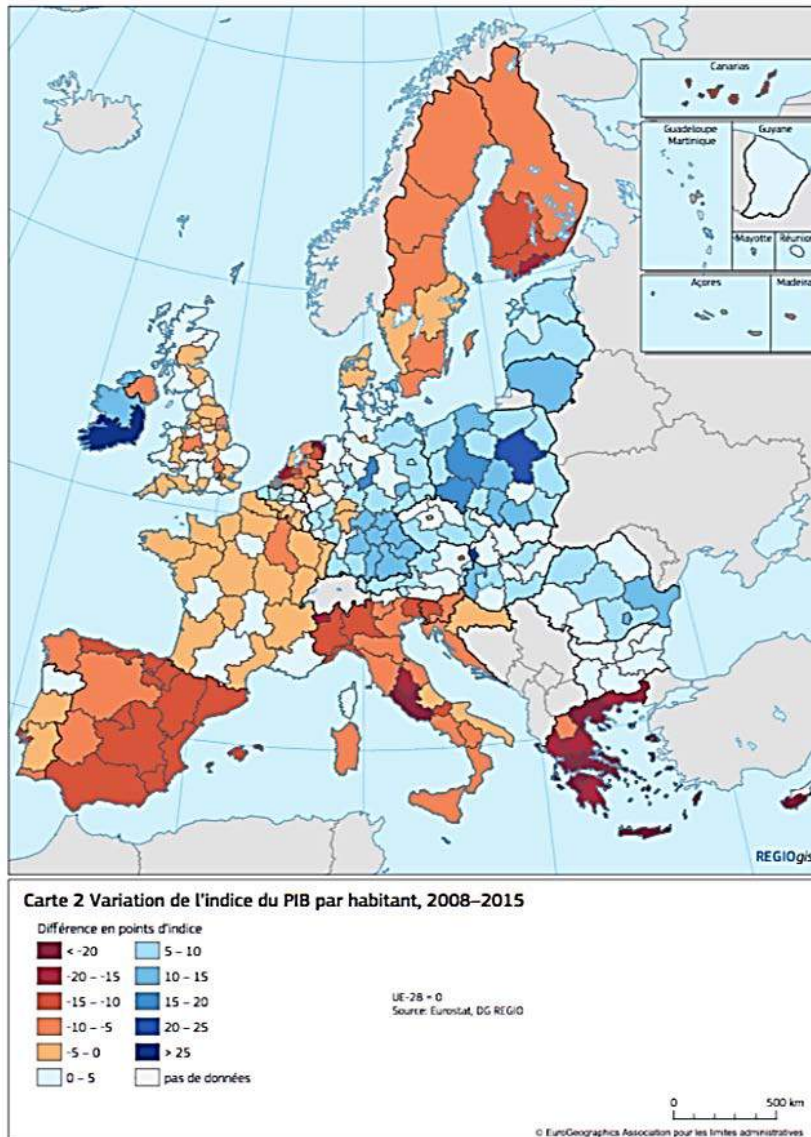 Canarias
Guadeloupe
Martinique
Guyane
Mayotte
Réunion
Açores
Madeira
REGIOgis
Carte 2 Variation de l'indice du PIB par habitant, 2008–2015
Différence en points d'indice
< -20
-20 – -15
-15 – -10
-10 – -5
-5 – 0
0 – 5
5 – 10
10 – 15
15 – 20
20 – 25
> 25
pas de données
UE-28 = 0
Source: Eurostat, DG REGIO
0 500 km
© EuroGeographics Association pour les limites administratives